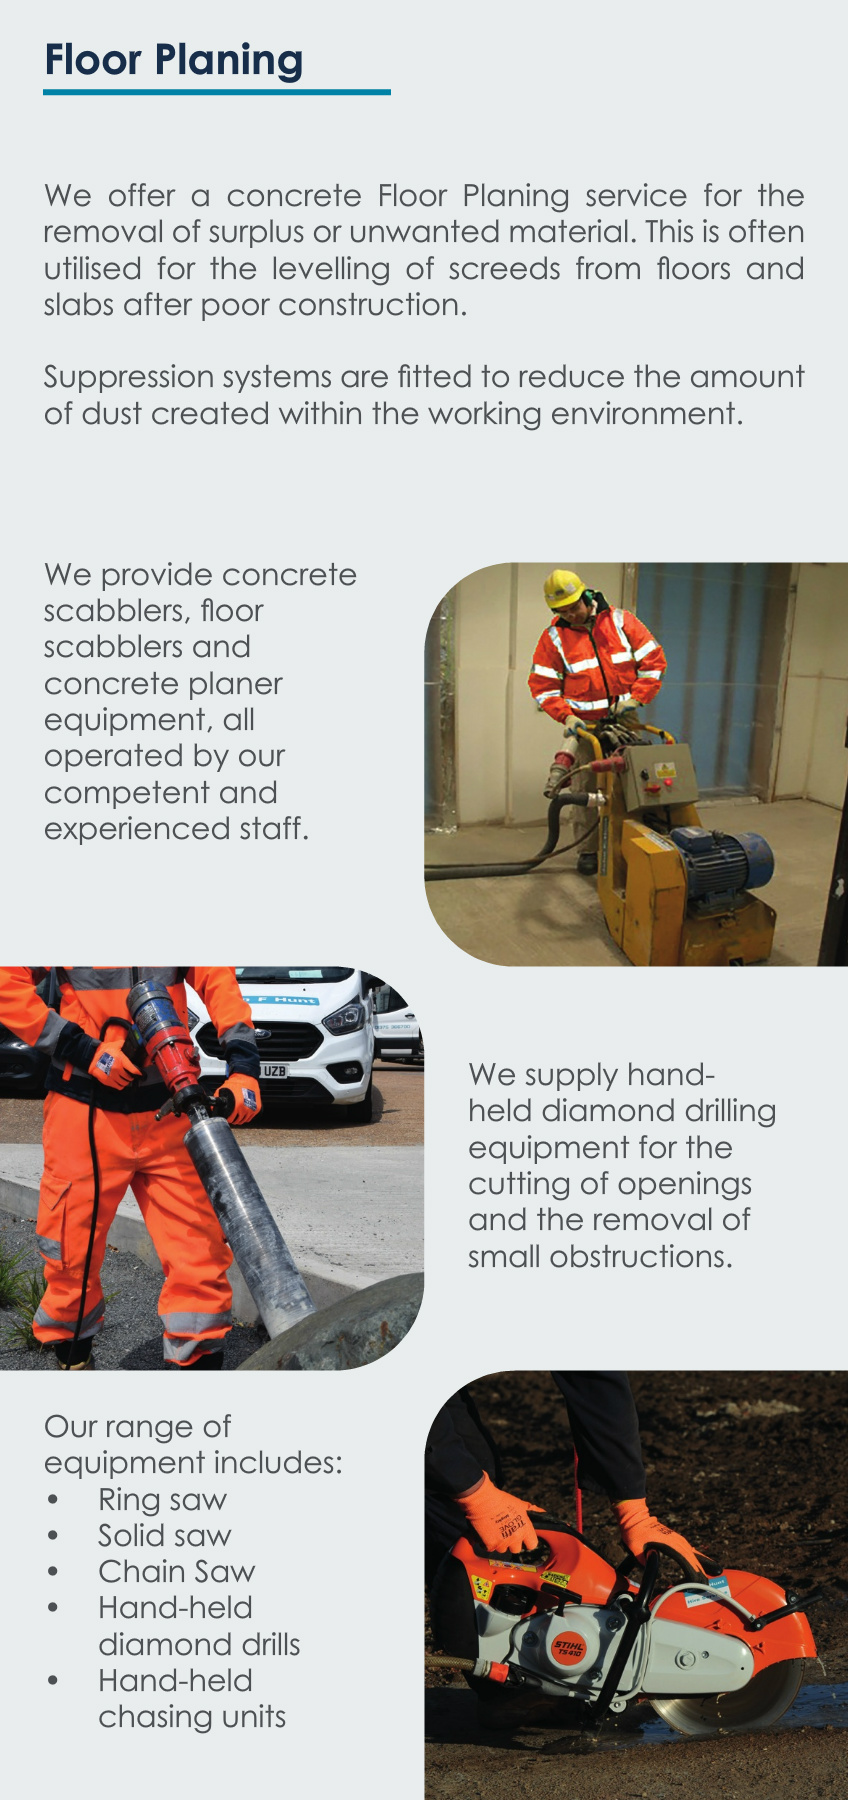 Floor Planing
We offer a concrete Floor Planing service for the
removal of surplus or unwanted material. This is often
utilised for the levelling of screeds from floors and
slabs after poor construction.
Suppression systems are fitted to reduce the amount
of dust created within the working environment.
We provide concrete
scabblers, floor
scabblers and
concrete planer
equipment, all
operated by our
competent and
experienced staff.
F Hunt
UZB
We supply hand-
held diamond drilling
equipment for the
cutting of openings
and the removal of
small obstructions.
Our range of
equipment includes:
• Ring saw
• Solid saw
• Chain Saw
• Hand-held
diamond drills
• Hand-held
chasing units
STIHL
TS410